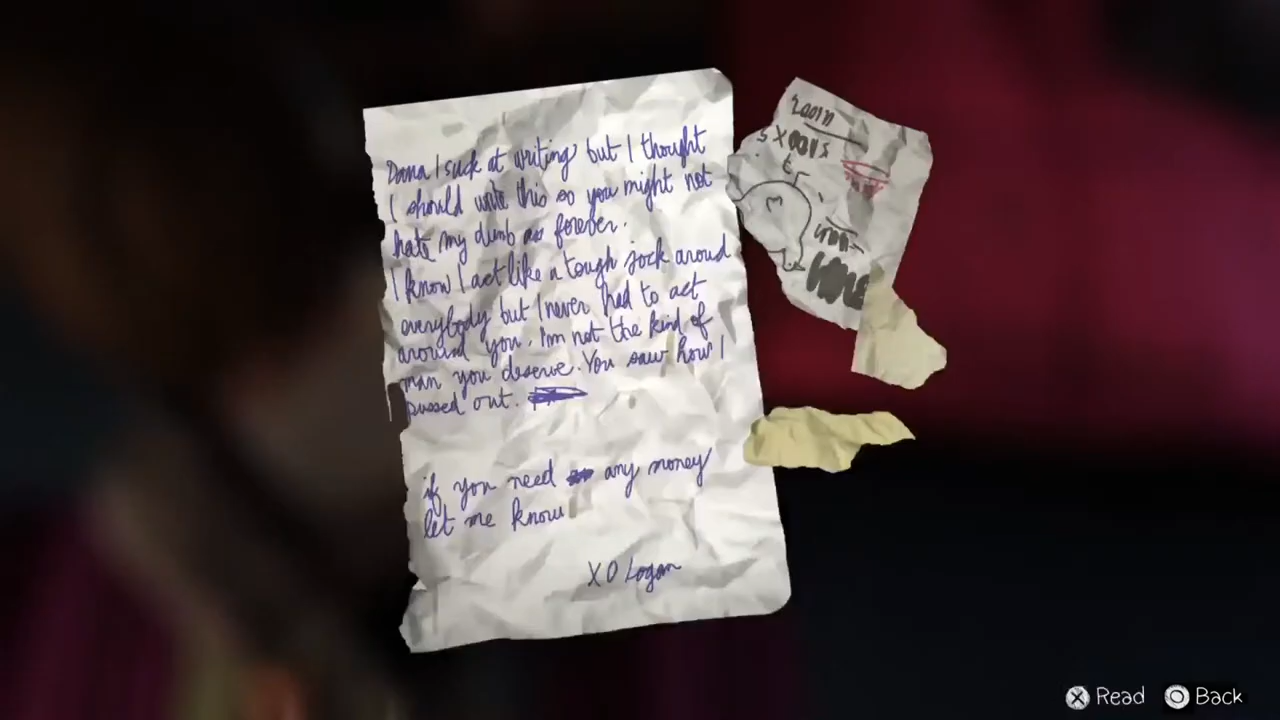 Dana I suck at writing but I thought
I should write this so you might not
hate my dumb ass forever.
I know I act like a tough jock around
everybody but I never had to act
around you. I'm not the kind of
man you deserve. You saw how I
pussed out.
if you need any money
let me know
XO Logan
room
Read Back